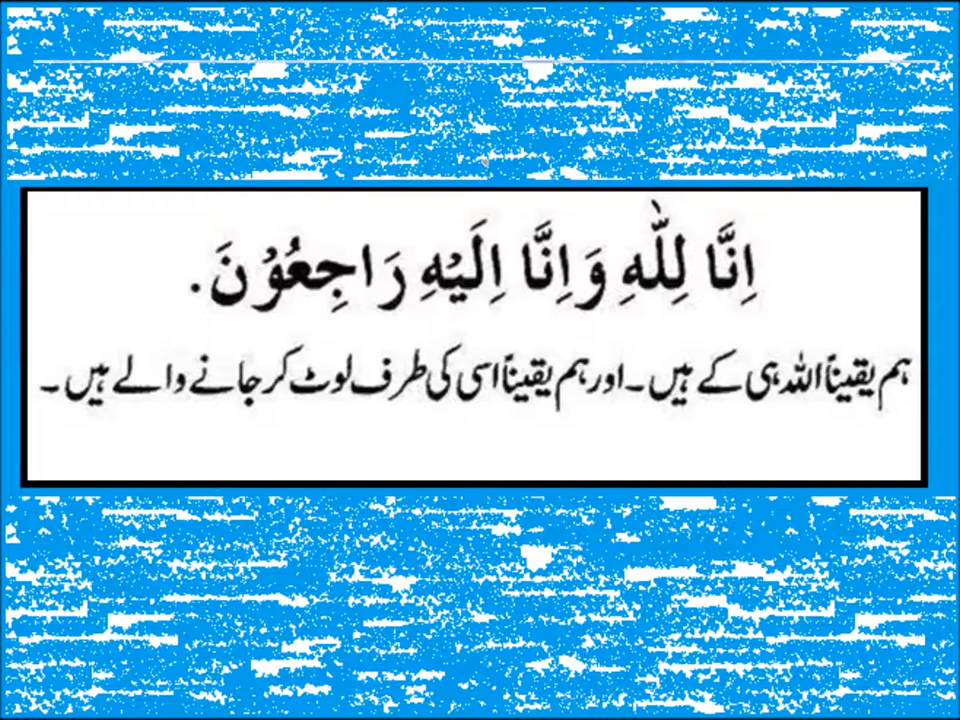 اِنَّا لِلّٰهِ وَاِنَّا اِلَيْهِ رَاجِعُوْنَ.
ہم یقیناً اللہ ہی کے ہیں۔ اور ہم یقیناً اسی کی طرف لوٹ کر جانے والے ہیں۔